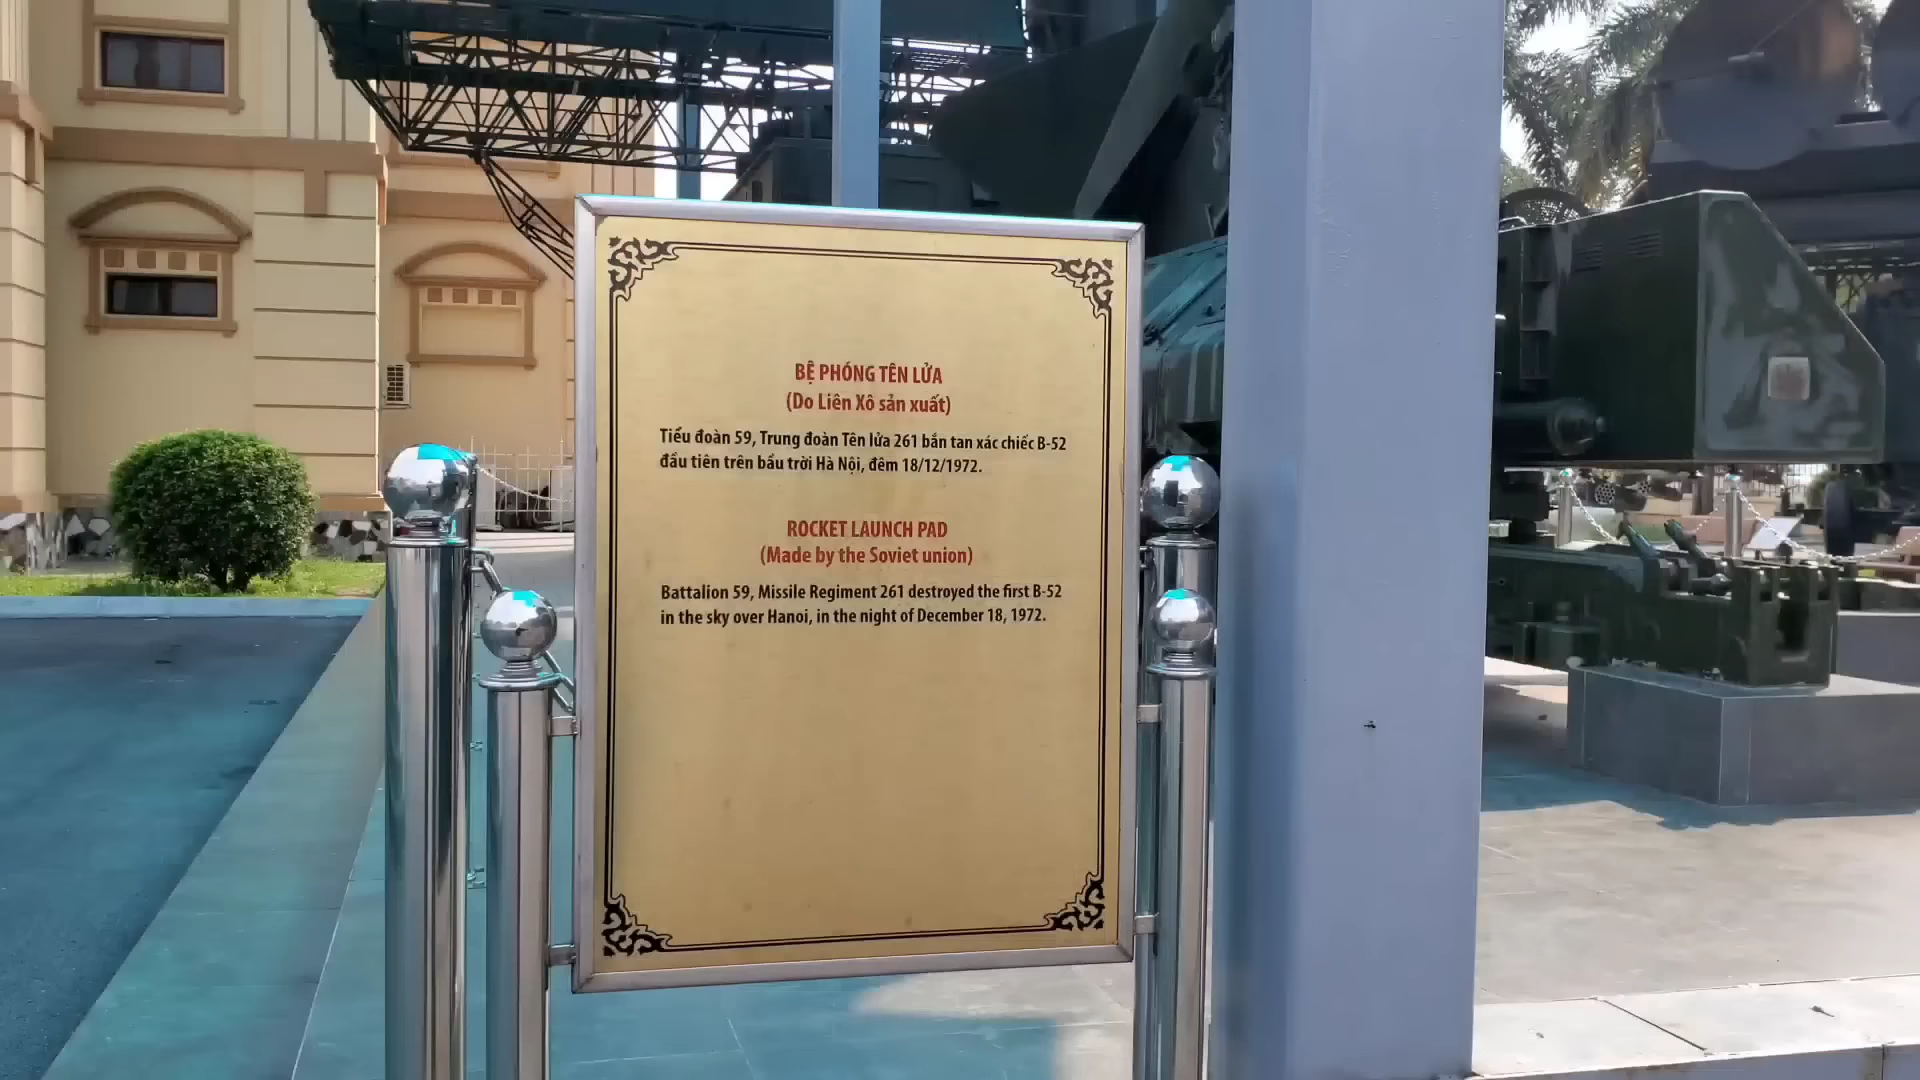 BỆ PHÓNG TÊN LỬA
(Do Liên Xô sản xuất)
Tiểu đoàn 59, Trung đoàn Tên lửa 261 bắn tan xác chiếc B-52
đầu tiên trên bầu trời Hà Nội, đêm 18/12/1972.
ROCKET LAUNCH PAD
(Made by the Soviet union)
Battalion 59, Missile Regiment 261 destroyed the first B-52
in the sky over Hanoi, in the night of December 18, 1972.